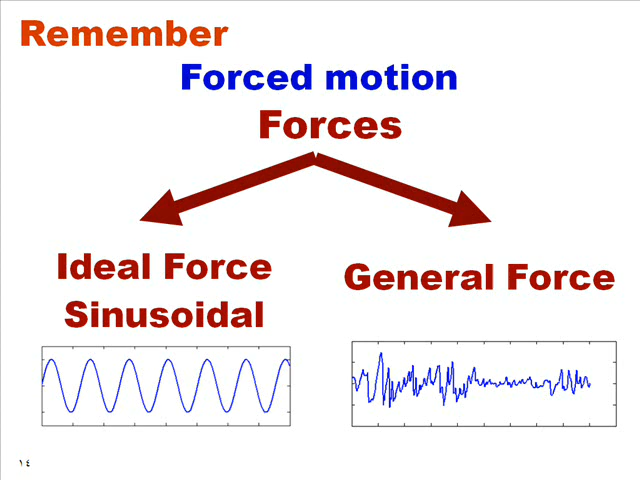 Remember
Forced motion
Forces
Ideal Force
Sinusoidal
General Force
١٤